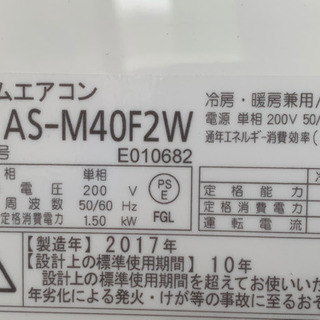 ムエアコン
冷房・暖房兼用/
AS-M40F2W
電源 単相 200V 50/
通年エネルギー消費効率(
号
E010682
単相
電圧 200 V
周波数 50/60 Hz
定格消費電力 1.50 kW
PS
E
FGL
定格能力
定格消費電
【製造年】2017年
【設計上の標準使用期間】10年
設計上の標準使用期間を超えてお使いいた
年劣化による発火・けが等の事故に至るおそ